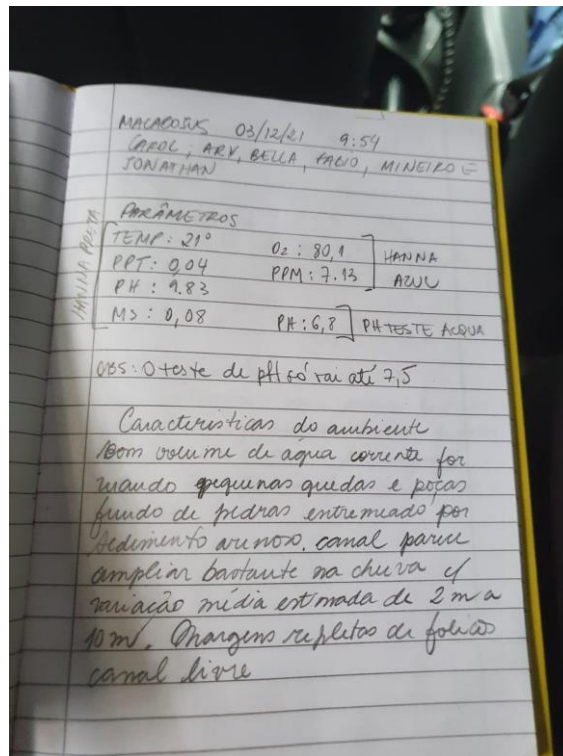 MACACOSUS 03/12/21 9:54
CAROL, ARY, BELLA, FABIO, MINEIRO E
JONATHAN
PARÂMETROS
HANNA PRETA
TEMP: 21°
PPT: 0,04
PH: 9.83
MS: 0,08
O2: 80,1
PPM: 7.13
HANNA
AZUL
PH: 6,8 PH TESTE ACQUA
OBS: O teste de pH só vai até 7,5
Caracteristicas do ambiente
Bom volume de água corrente for
mando pequenas quedas e poças
fundo de pedras entremeado por
sedimento arenoso. canal parece
ampliar bastante na chuva c/
variação média estimada de 2 m a
10 m. Margens repletas de folicos
canal livre